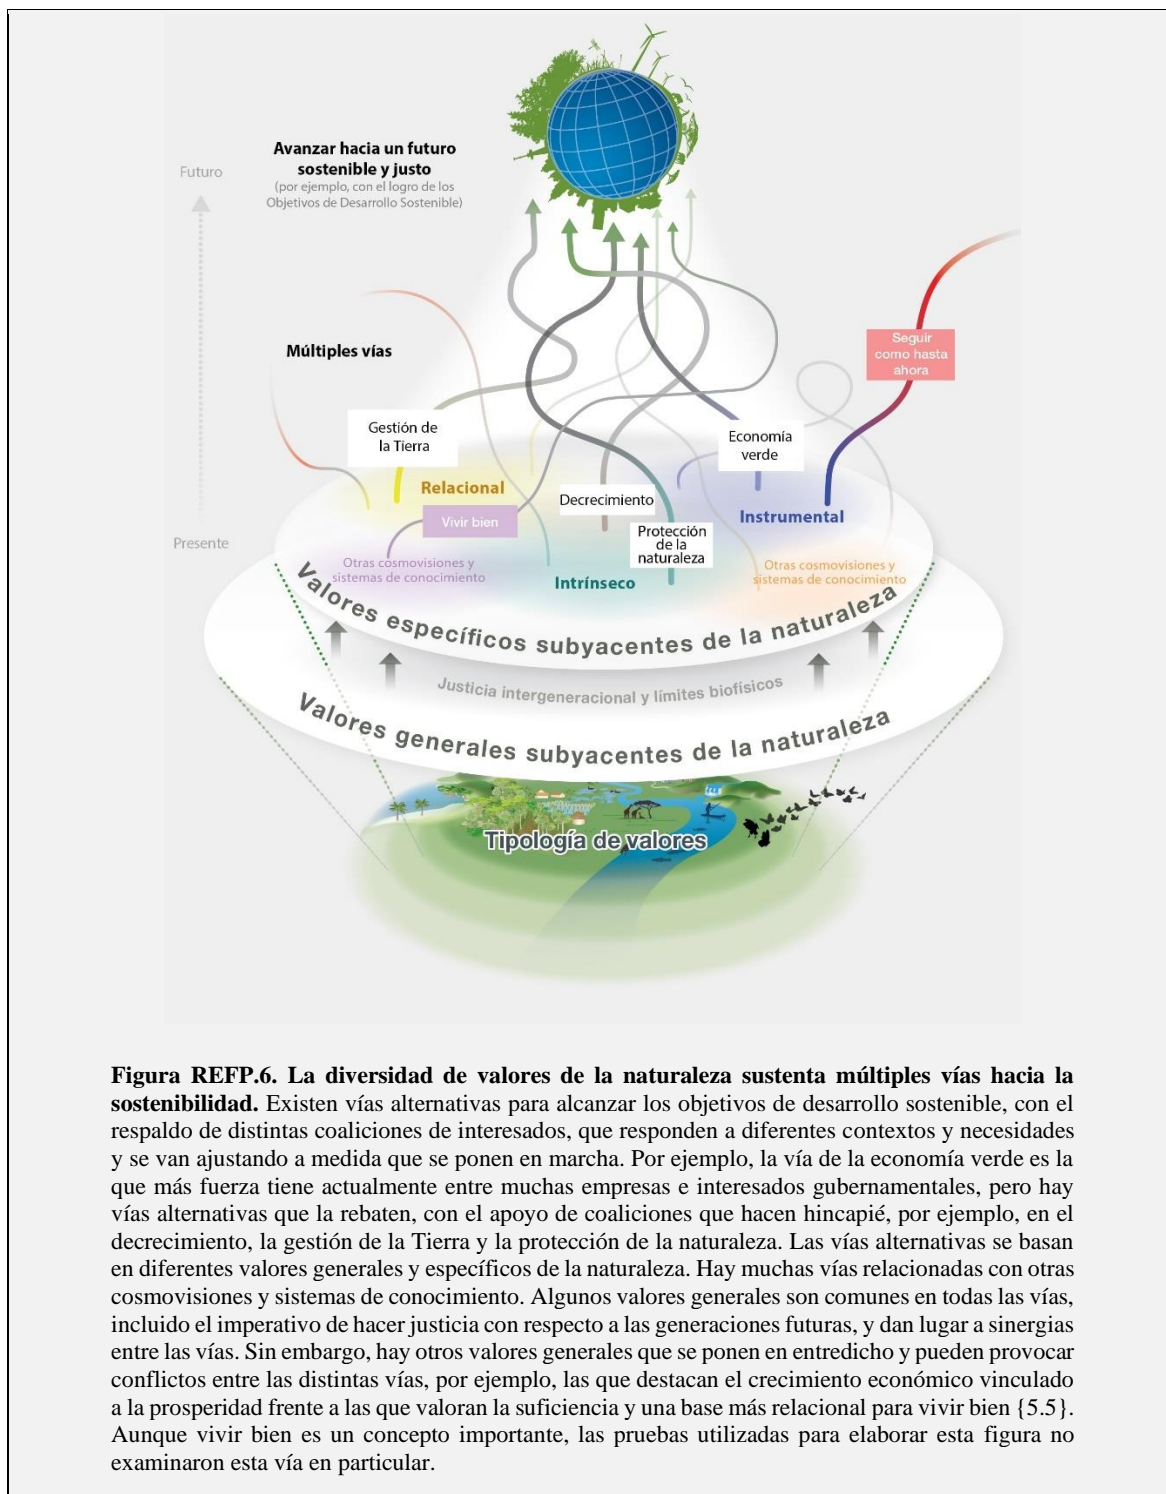 Avanzar hacia un futuro
sostenible y justo
(por ejemplo, con el logro de los
Objetivos de Desarrollo Sostenible)
Futuro
Múltiples vías
Seguir
como hasta
ahora
Gestión de
la Tierra
Economía
verde
Relacional
Decrecimiento
Vivir bien
Instrumental
Protección
de la
naturaleza
Presente
Otras cosmovisiones y
sistemas de conocimiento
Intrínseco
Otras cosmovisiones y
sistemas de conocimiento
Valores específicos subyacentes de la naturaleza
Justicia intergeneracional y límites biofísicos
Valores generales subyacentes de la naturaleza
Tipología de valores
Figura REFP.6. La diversidad de valores de la naturaleza sustenta múltiples vías hacia la
sostenibilidad. Existen vías alternativas para alcanzar los objetivos de desarrollo sostenible, con el
respaldo de distintas coaliciones de interesados, que responden a diferentes contextos y necesidades
y se van ajustando a medida que se ponen en marcha. Por ejemplo, la vía de la economía verde es la
que más fuerza tiene actualmente entre muchas empresas e interesados gubernamentales, pero hay
vías alternativas que la rebaten, con el apoyo de coaliciones que hacen hincapié, por ejemplo, en el
decrecimiento, la gestión de la Tierra y la protección de la naturaleza. Las vías alternativas se basan
en diferentes valores generales y específicos de la naturaleza. Hay muchas vías relacionadas con otras
cosmovisiones y sistemas de conocimiento. Algunos valores generales son comunes en todas las vías,
incluido el imperativo de hacer justicia con respecto a las generaciones futuras, y dan lugar a sinergias
entre las vías. Sin embargo, hay otros valores generales que se ponen en entredicho y pueden provocar
conflictos entre las distintas vías, por ejemplo, las que destacan el crecimiento económico vinculado
a la prosperidad frente a las que valoran la suficiencia y una base más relacional para vivir bien {5.5}.
Aunque vivir bien es un concepto importante, las pruebas utilizadas para elaborar esta figura no
examinaron esta vía en particular.